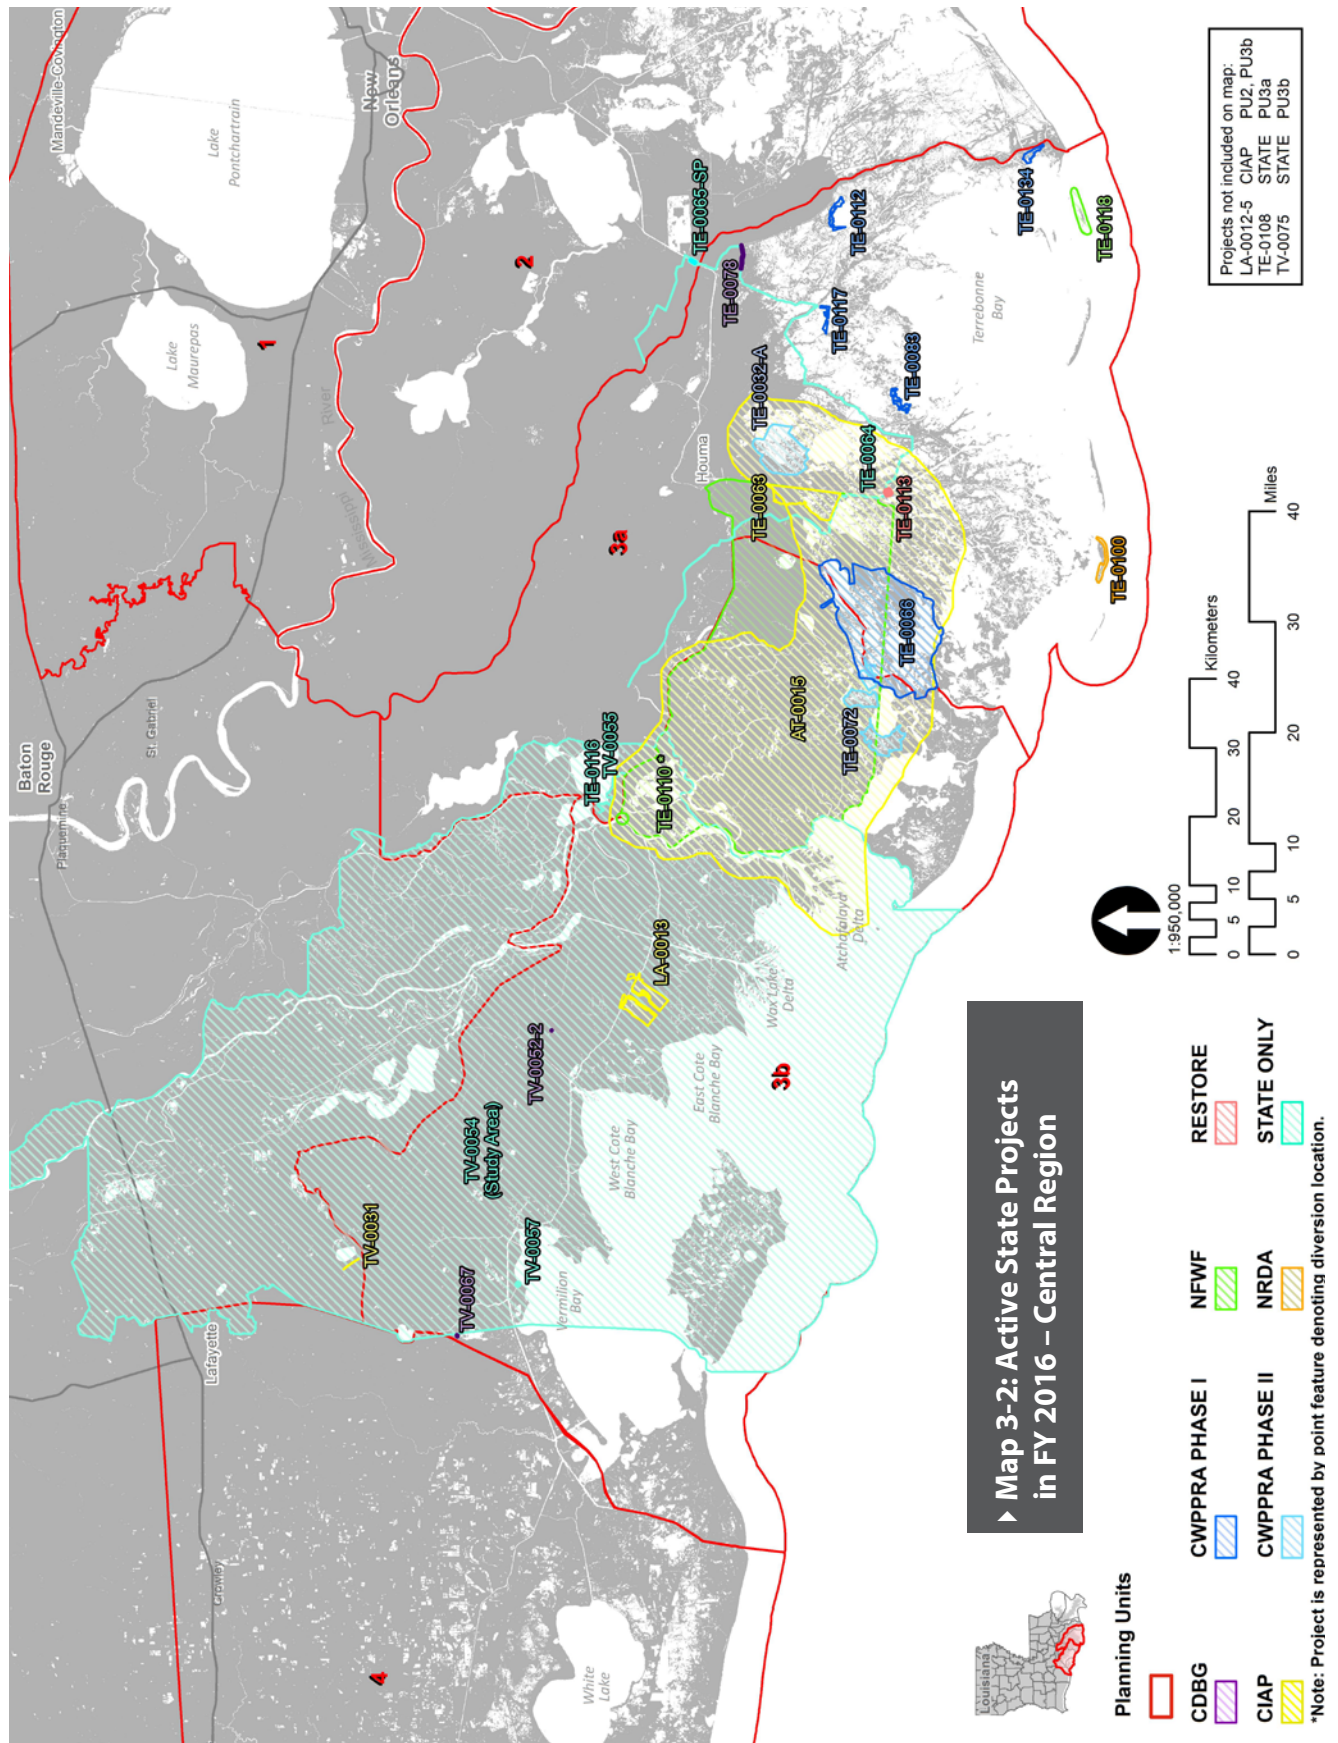 Mandeville-Covington
Lake
Pontchartrain
New
Orleans
Lake
Maurepas
1
2
Mississippi
River
Baton
Rouge
St. Gabriel
Plaquemine
3a
Houma
TE-0065-SP
TE-0078
TE-0112
TE-0134
TE-0118
TE-0117
TE-0083
Terrebonne
Bay
TE-0032-A
TE-0063
TE-0064
TE-0113
TE-0100
TE-0066
AT-0015
TE-0072
TE-0116
TV-0055
TE-0110 *
LA-0013
Atchafalaya
Delta
Wax Lake
Delta
TV-0052-2
TV-0054
(Study Area)
East Cote
Blanche Bay
West Cote
Blanche Bay
3b
TV-0031
TV-0057
TV-0067
Vermilion
Bay
Lafayette
Crowley
4
White
Lake
Projects not included on map:
LA-0012-5 CIAP PU2, PU3b
TE-0108 STATE PU3a
TV-0075 STATE PU3b
1:950,000
Kilometers
0 5 10 20 30 40
Miles
0 5 10 20 30 40
Map 3-2: Active State Projects
in FY 2016 – Central Region
Louisiana
Planning Units
CDBG
CWPPRA PHASE I
NFWF
RESTORE
CIAP
CWPPRA PHASE II
NRDA
STATE ONLY
*Note: Project is represented by point feature denoting diversion location.